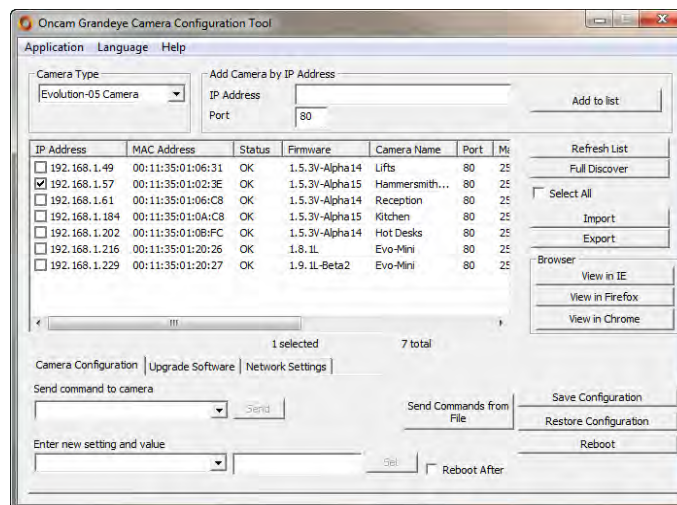 Oncam Grandeye Camera Configuration Tool
Application Language Help
Camera Type
Evolution-05 Camera
Add Camera by IP Address
IP Address
Port 80
Add to list
IP Address MAC Address Status Firmware Camera Name Port Ma
192.168.1.49 00:11:35:01:06:31 OK 1.5.3V-Alpha14 Lifts 80 25
192.168.1.57 00:11:35:01:02:3E OK 1.5.3V-Alpha15 Hammersmith... 80 25
192.168.1.61 00:11:35:01:06:C8 OK 1.5.3V-Alpha14 Reception 80 25
192.168.1.184 00:11:35:01:0A:C8 OK 1.5.3V-Alpha15 Kitchen 80 25
192.168.1.202 00:11:35:01:0B:FC OK 1.5.3V-Alpha14 Hot Desks 80 25
192.168.1.216 00:11:35:01:20:26 OK 1.8.1L Evo-Mini 80 25
192.168.1.229 00:11:35:01:20:27 OK 1.9.1L-Beta2 Evo-Mini 80 25
1 selected 7 total
Refresh List
Full Discover
Select All
Import
Export
Browser
View in IE
View in Firefox
View in Chrome
Camera Configuration Upgrade Software Network Settings
Send command to camera
Send
Send Commands from
File
Enter new setting and value
Set
Reboot After
Save Configuration
Restore Configuration
Reboot